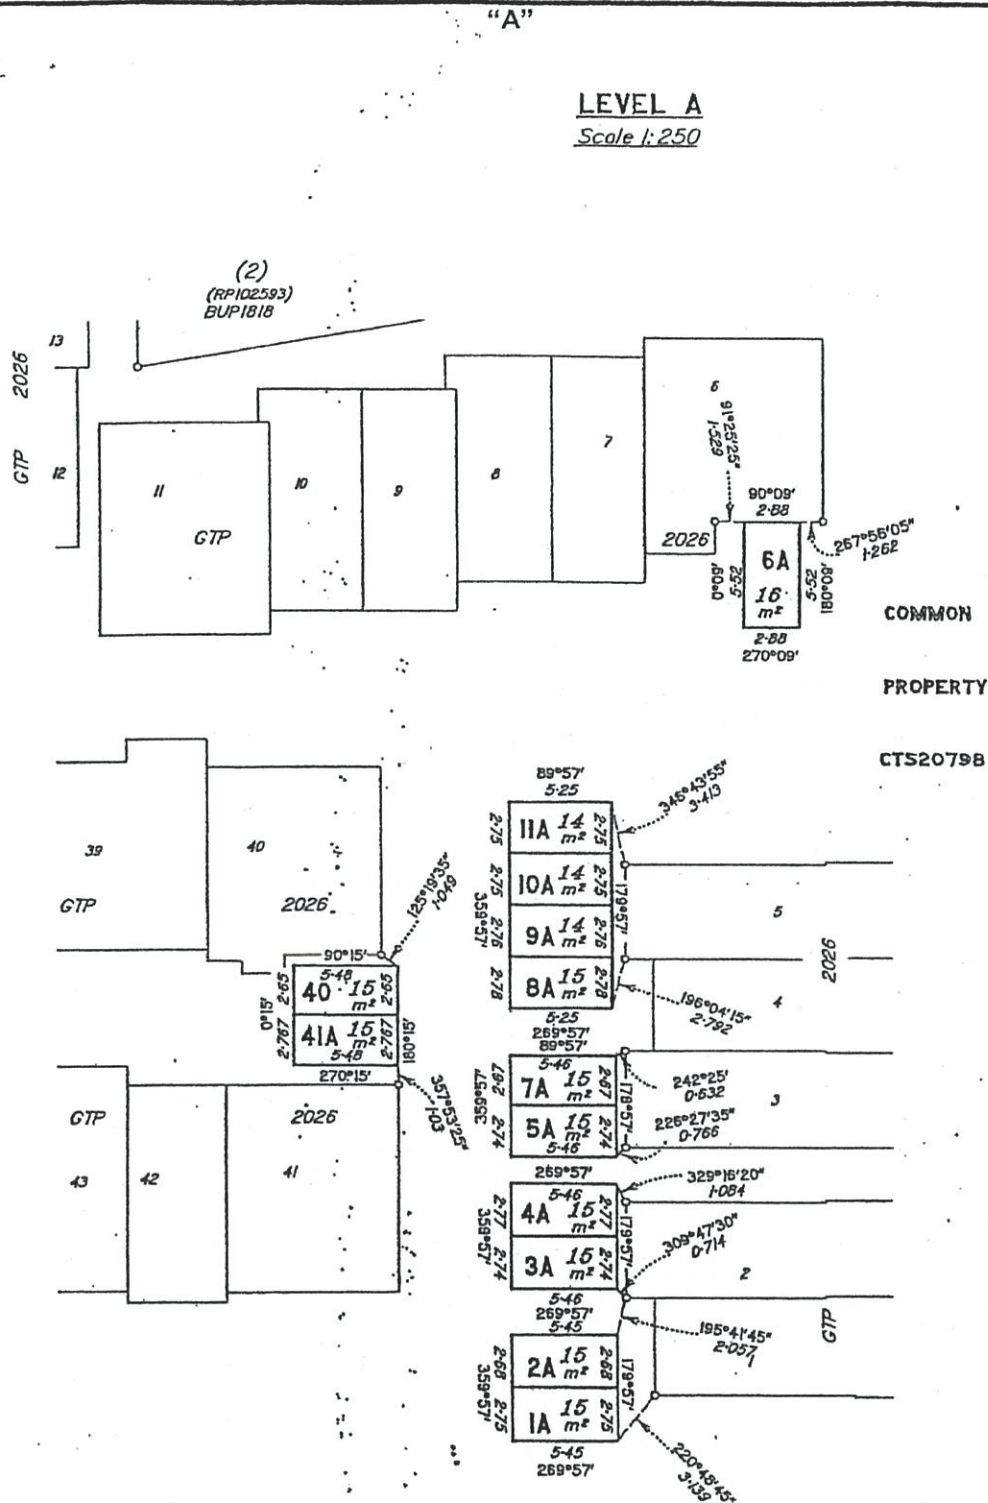 “A”
LEVEL A
Scale 1:250
(2)
(RP102593)
BUP1818
13
GTP 2026
12
11
GTP
10
9
8
7
6
91°25'25"
1·529
90°09'
2·88
2026
267°56'05"
1·262
0°09'
5·52
6A
16
m²
5·52
180°09'
2·88
270°09'
COMMON
PROPERTY
CTS20798
39
GTP
40
2026
125°19'35"
1·049
90°15'
5·48
0°15'
2·65
40 15
m²
2·65
2·767
41A 15
m²
2·767
180°15'
5·48
270°15'
357°53'25"
1·03
GTP
2026
43
42
41
89°57'
5·25
346°43'55"
3·413
2·75
11A 14
m²
2·75
2·75
10A 14
m²
2·75
359°57'
179°57'
2·76
9A 14
m²
2·76
2·78
8A 15
m²
2·78
5·25
269°57'
196°04'15"
2·792
5
2026
4
89°57'
5·46
2·67
7A 15
m²
2·67
359°57'
178°57'
2·74
5A 15
m²
2·74
5·46
269°57'
242°25'
0·632
226°27'35"
0·766
3
329°16'20"
1·084
5·46
2·77
4A 15
m²
2·77
359°57'
179°57'
2·74
3A 15
m²
2·74
5·46
269°57'
309°47'30"
0·714
2
GTP
5·45
195°41'45"
2·057
1
2·68
2A 15
m²
2·68
359°57'
179°57'
2·75
1A 15
m²
2·75
5·45
269°57'
220°48'45"
3·139